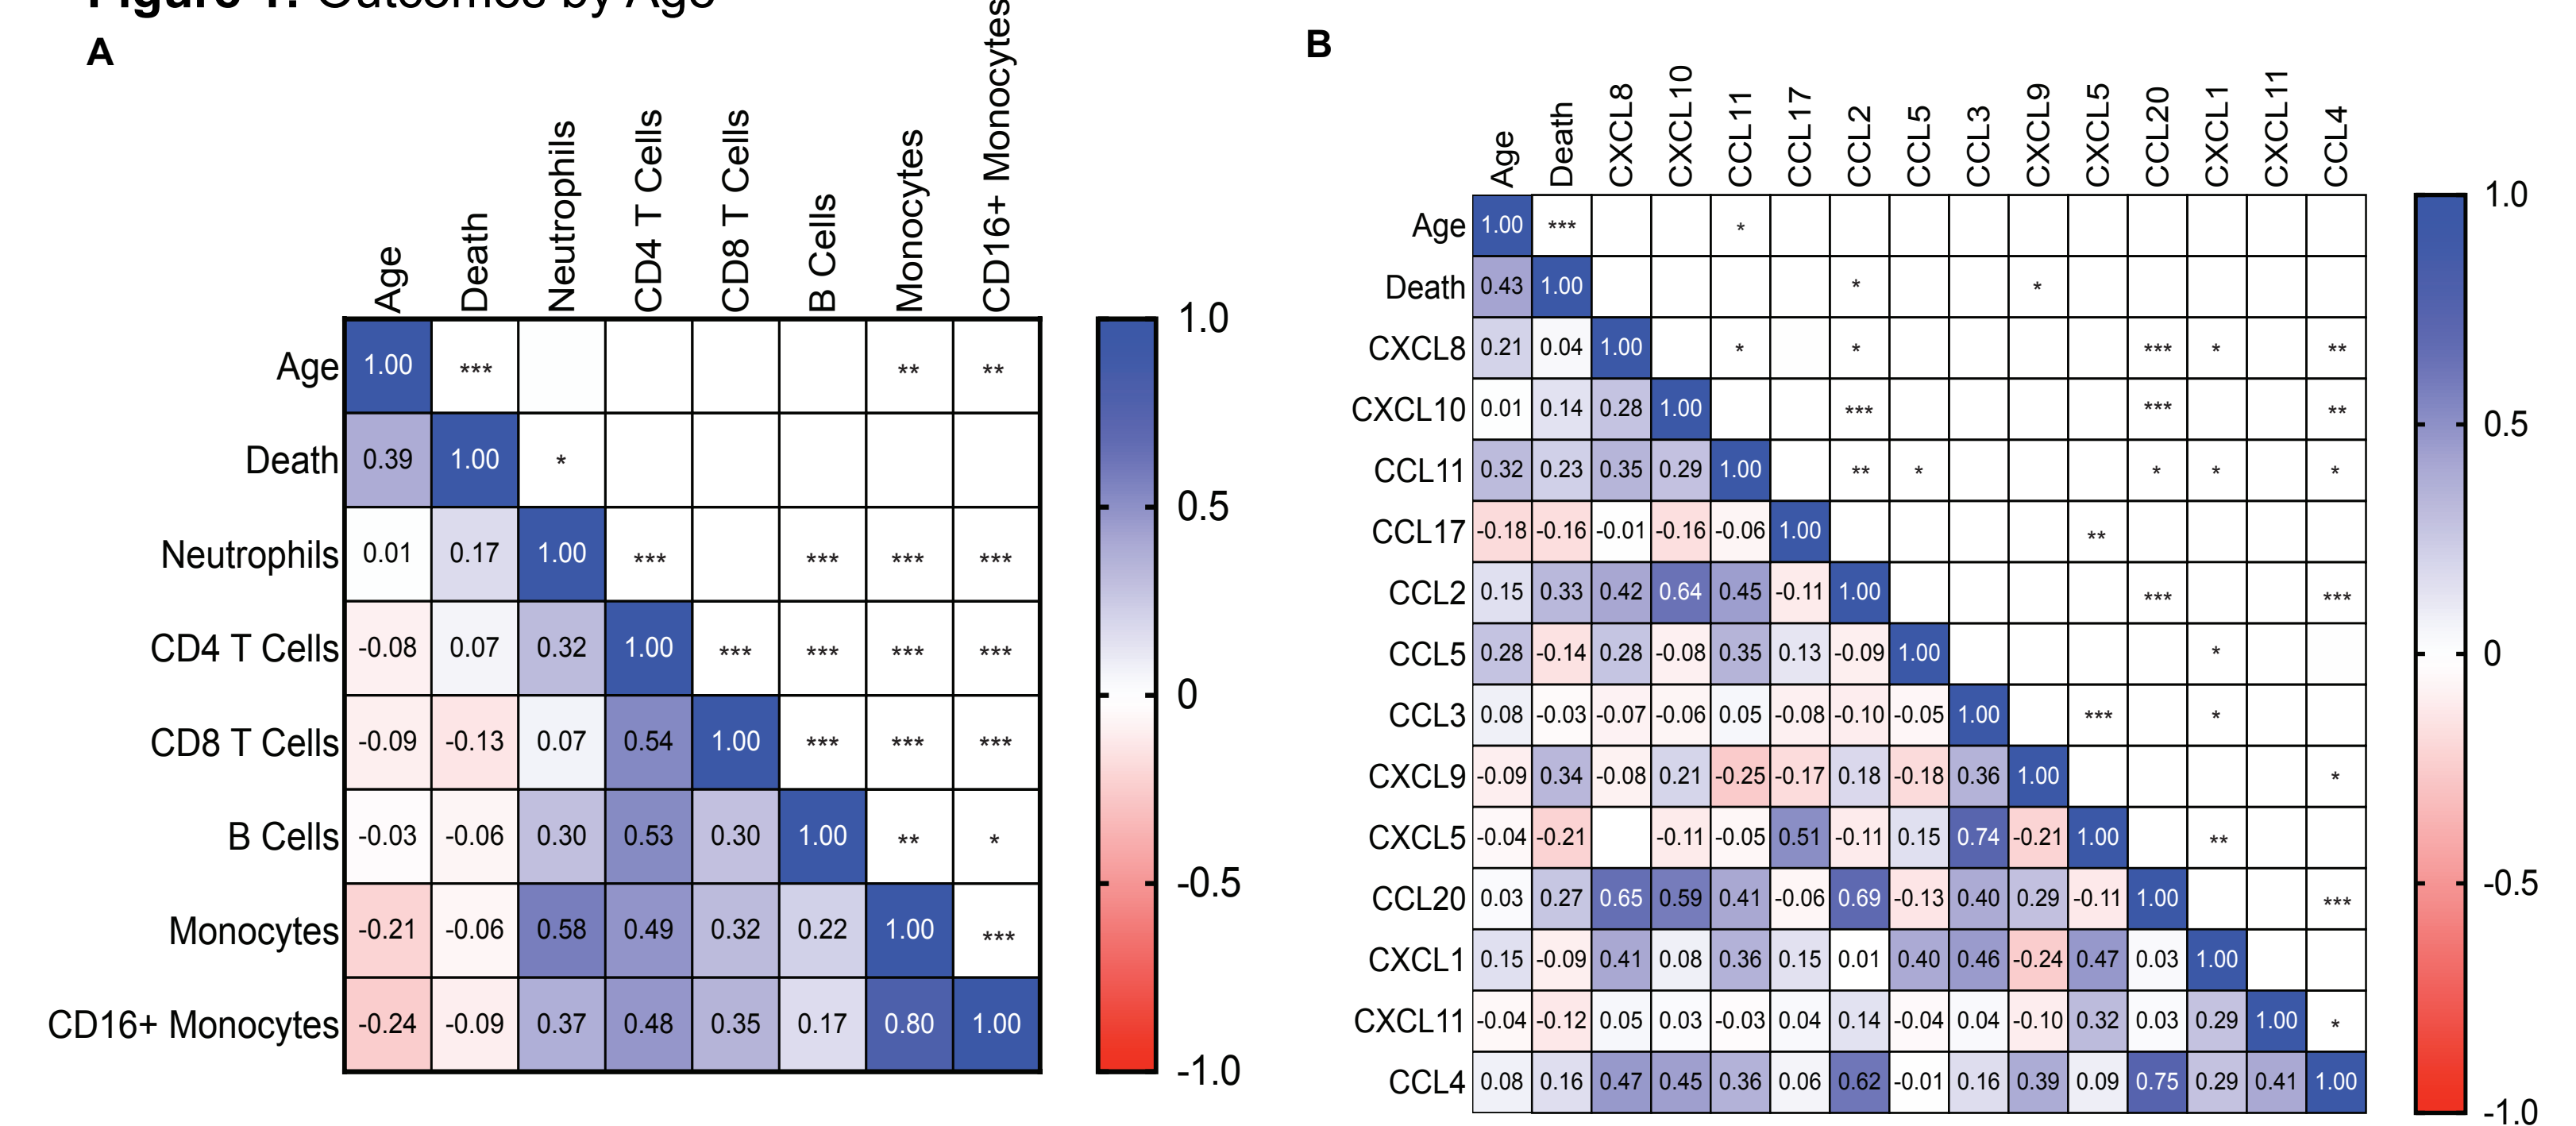 Figure 1. Outcomes by Age
A
Age Death Neutrophils CD4 T Cells CD8 T Cells B Cells Monocytes CD16+ Monocytes
Age 1.00 *** ** **
Death 0.39 1.00 *
Neutrophils 0.01 0.17 1.00 *** *** *** ***
CD4 T Cells -0.08 0.07 0.32 1.00 *** *** *** ***
CD8 T Cells -0.09 -0.13 0.07 0.54 1.00 *** *** ***
B Cells -0.03 -0.06 0.30 0.53 0.30 1.00 ** *
Monocytes -0.21 -0.06 0.58 0.49 0.32 0.22 1.00 ***
CD16+ Monocytes -0.24 -0.09 0.37 0.48 0.35 0.17 0.80 1.00
1.0
0.5
0
-0.5
-1.0
B
Age Death CXCL8 CXCL10 CCL11 CCL17 CCL2 CCL5 CCL3 CXCL9 CXCL5 CCL20 CXCL1 CXCL11 CCL4
Age 1.00 *** *
Death 0.43 1.00 * *
CXCL8 0.21 0.04 1.00 * * *** * **
CXCL10 0.01 0.14 0.28 1.00 *** *** **
CCL11 0.32 0.23 0.35 0.29 1.00 ** * * * *
CCL17 -0.18 -0.16 -0.01 -0.16 -0.06 1.00 **
CCL2 0.15 0.33 0.42 0.64 0.45 -0.11 1.00 *** ***
CCL5 0.28 -0.14 0.28 -0.08 0.35 0.13 -0.09 1.00 *
CCL3 0.08 -0.03 -0.07 -0.06 0.05 -0.08 -0.10 -0.05 1.00 *** *
CXCL9 -0.09 0.34 -0.08 0.21 -0.25 -0.17 0.18 -0.18 0.36 1.00 *
CXCL5 -0.04 -0.21 -0.11 -0.05 0.51 -0.11 0.15 0.74 -0.21 1.00 **
CCL20 0.03 0.27 0.65 0.59 0.41 -0.06 0.69 -0.13 0.40 0.29 -0.11 1.00 ***
CXCL1 0.15 -0.09 0.41 0.08 0.36 0.15 0.01 0.40 0.46 -0.24 0.47 0.03 1.00
CXCL11 -0.04 -0.12 0.05 0.03 -0.03 0.04 0.14 -0.04 0.04 -0.10 0.32 0.03 0.29 1.00 *
CCL4 0.08 0.16 0.47 0.45 0.36 0.06 0.62 -0.01 0.16 0.39 0.09 0.75 0.29 0.41 1.00
1.0
0.5
0
-0.5
-1.0